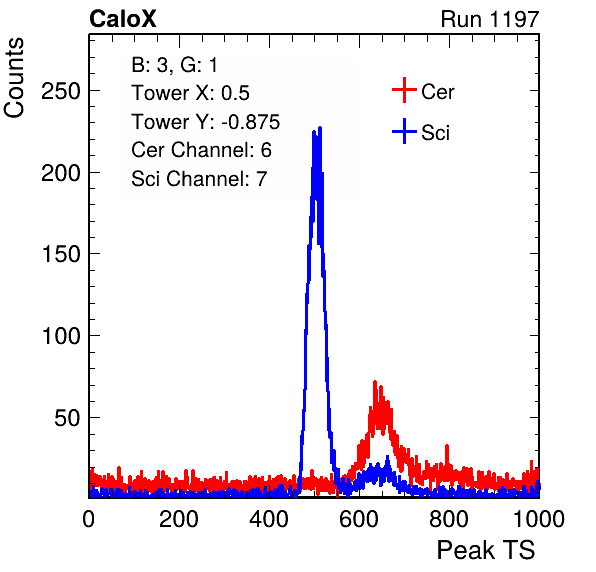 CaloX Run 1197
Counts
B: 3, G: 1
Tower X: 0.5
Tower Y: -0.875
Cer Channel: 6
Sci Channel: 7
Cer
Sci
250
200
150
100
50
0 200 400 600 800 1000
Peak TS